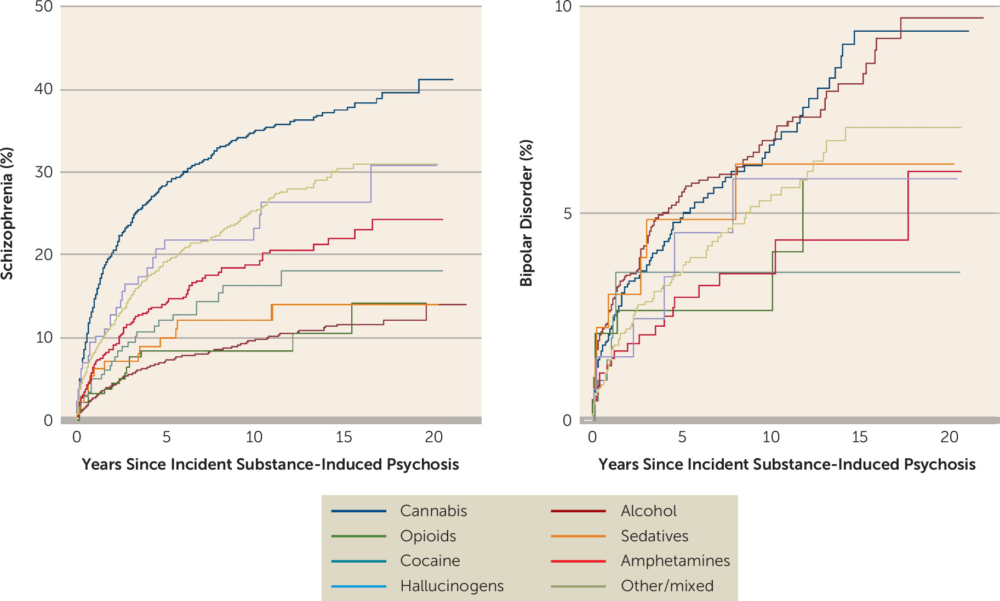 50
40
30
20
10
0
Schizophrenia (%)
0 5 10 15 20
Years Since Incident Substance-Induced Psychosis
10
5
0
Bipolar Disorder (%)
0 5 10 15 20
Years Since Incident Substance-Induced Psychosis
Cannabis
Alcohol
Opioids
Sedatives
Cocaine
Amphetamines
Hallucinogens
Other/mixed